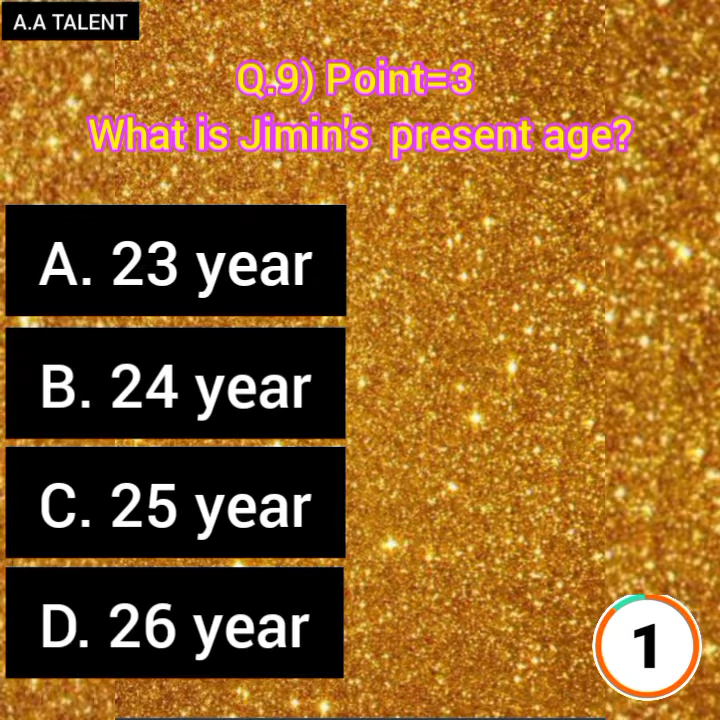 A.A TALENT
Q.9) Point=3
What is Jimin's present age?
A. 23 year
B. 24 year
C. 25 year
D. 26 year
1